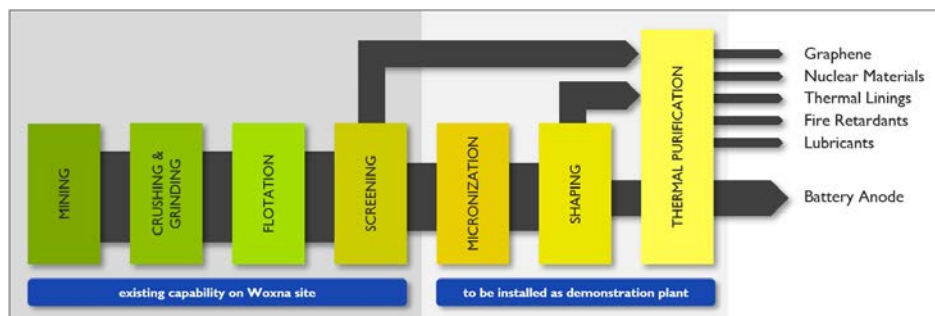 MINING
CRUSHING &
GRINDING
FLOTATION
SCREENING
MICRONIZATION
SHAPING
THERMAL PURIFICATION
Graphene
Nuclear Materials
Thermal Linings
Fire Retardants
Lubricants
Battery Anode
existing capability on Woxna site
to be installed as demonstration plant